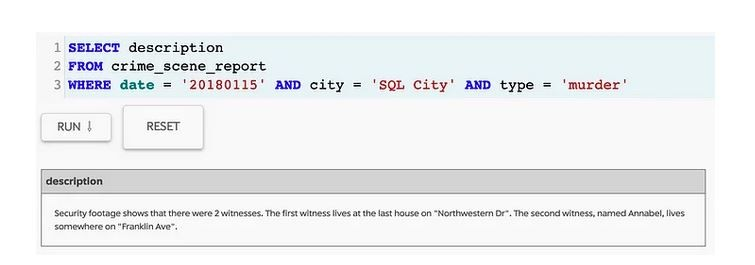 1 SELECT description
2 FROM crime_scene_report
3 WHERE date = '20180115' AND city = 'SQL City' AND type = 'murder'
RUN ⇩ RESET
description
Security footage shows that there were 2 witnesses. The first witness lives at the last house on "Northwestern Dr". The second witness, named Annabel, lives
somewhere on "Franklin Ave".